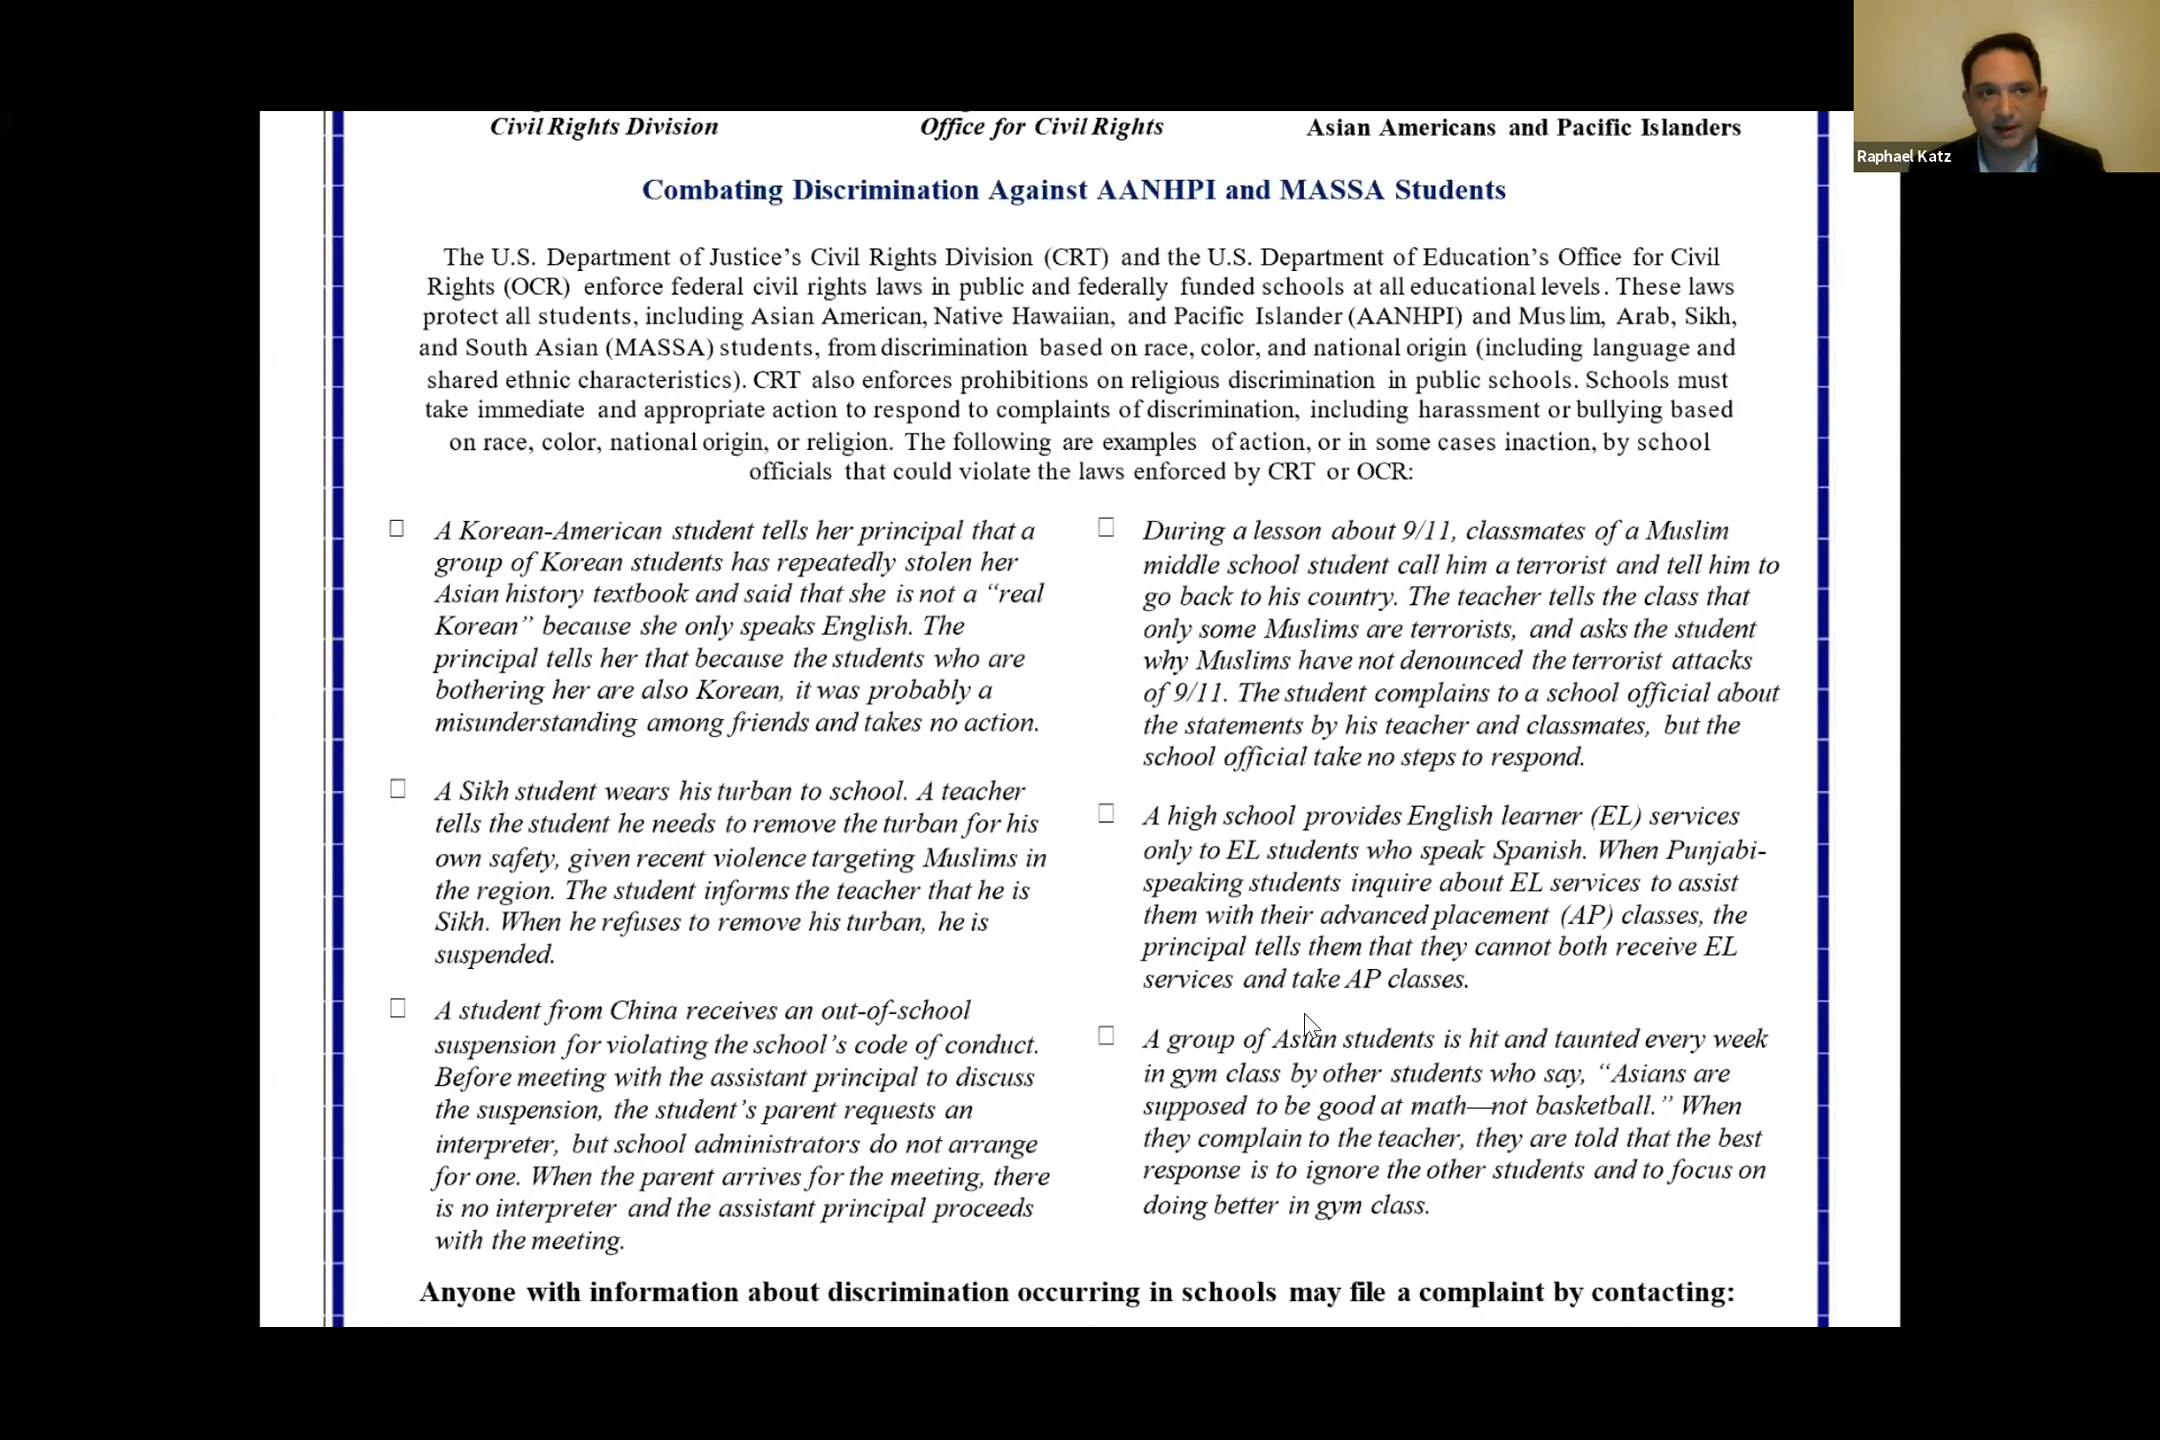 Civil Rights Division
Office for Civil Rights
Asian Americans and Pacific Islanders
Raphael Katz
Combating Discrimination Against AANHPI and MASSA Students
The U.S. Department of Justice's Civil Rights Division (CRT) and the U.S. Department of Education's Office for Civil
Rights (OCR) enforce federal civil rights laws in public and federally funded schools at all educational levels. These laws
protect all students, including Asian American, Native Hawaiian, and Pacific Islander (AANHPI) and Muslim, Arab, Sikh,
and South Asian (MASSA) students, from discrimination based on race, color, and national origin (including language and
shared ethnic characteristics). CRT also enforces prohibitions on religious discrimination in public schools. Schools must
take immediate and appropriate action to respond to complaints of discrimination, including harassment or bullying based
on race, color, national origin, or religion. The following are examples of action, or in some cases inaction, by school
officials that could violate the laws enforced by CRT or OCR:
A Korean-American student tells her principal that a
group of Korean students has repeatedly stolen her
Asian history textbook and said that she is not a “real
Korean” because she only speaks English. The
principal tells her that because the students who are
bothering her are also Korean, it was probably a
misunderstanding among friends and takes no action.
A Sikh student wears his turban to school. A teacher
tells the student he needs to remove the turban for his
own safety, given recent violence targeting Muslims in
the region. The student informs the teacher that he is
Sikh. When he refuses to remove his turban, he is
suspended.
A student from China receives an out-of-school
suspension for violating the school's code of conduct.
Before meeting with the assistant principal to discuss
the suspension, the student's parent requests an
interpreter, but school administrators do not arrange
for one. When the parent arrives for the meeting, there
is no interpreter and the assistant principal proceeds
with the meeting.
During a lesson about 9/11, classmates of a Muslim
middle school student call him a terrorist and tell him to
go back to his country. The teacher tells the class that
only some Muslims are terrorists, and asks the student
why Muslims have not denounced the terrorist attacks
of 9/11. The student complains to a school official about
the statements by his teacher and classmates, but the
school official take no steps to respond.
A high school provides English learner (EL) services
only to EL students who speak Spanish. When Punjabi-
speaking students inquire about EL services to assist
them with their advanced placement (AP) classes, the
principal tells them that they cannot both receive EL
services and take AP classes.
A group of Asian students is hit and taunted every week
in gym class by other students who say, “Asians are
supposed to be good at math—not basketball.” When
they complain to the teacher, they are told that the best
response is to ignore the other students and to focus on
doing better in gym class.
Anyone with information about discrimination occurring in schools may file a complaint by contacting: